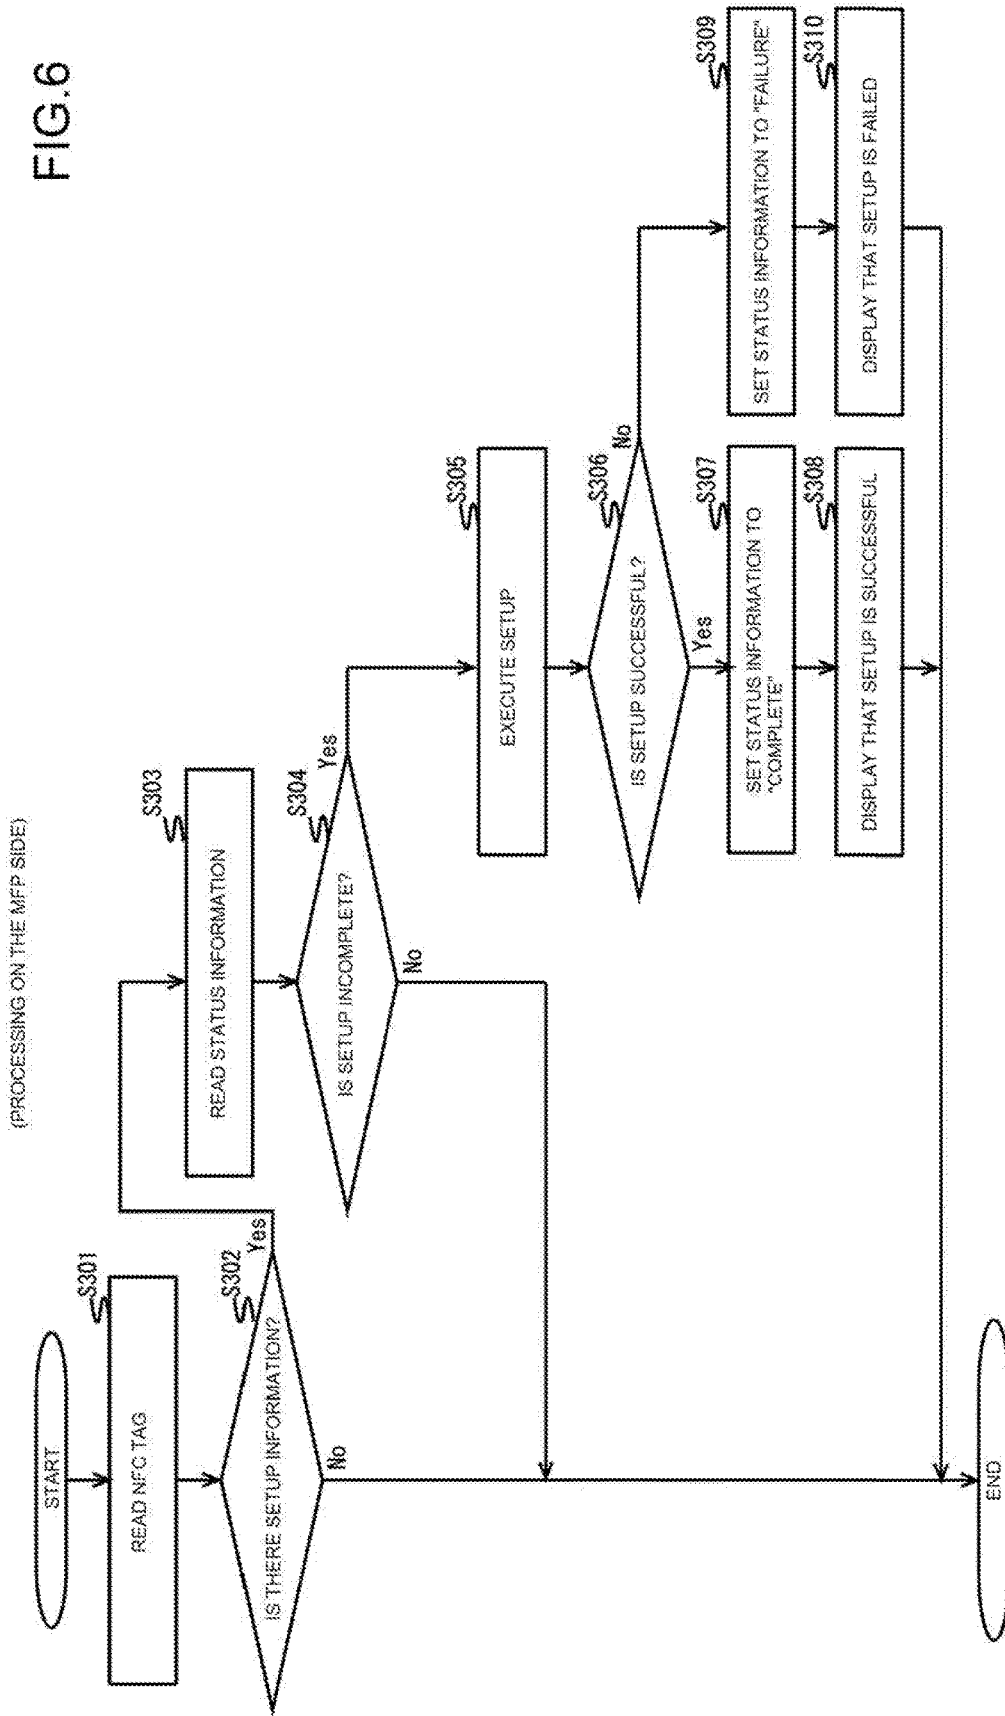 FIG.6
(PROCESSING ON THE MFP SIDE)
START
S301
READ NFC TAG
S302
IS THERE SETUP INFORMATION?
Yes
No
S303
READ STATUS INFORMATION
S304
IS SETUP INCOMPLETE?
Yes
No
S305
EXECUTE SETUP
S306
IS SETUP SUCCESSFUL?
No
Yes
S307
SET STATUS INFORMATION TO
"COMPLETE"
S308
DISPLAY THAT SETUP IS SUCCESSFUL
S309
SET STATUS INFORMATION TO "FAILURE"
S310
DISPLAY THAT SETUP IS FAILED
END